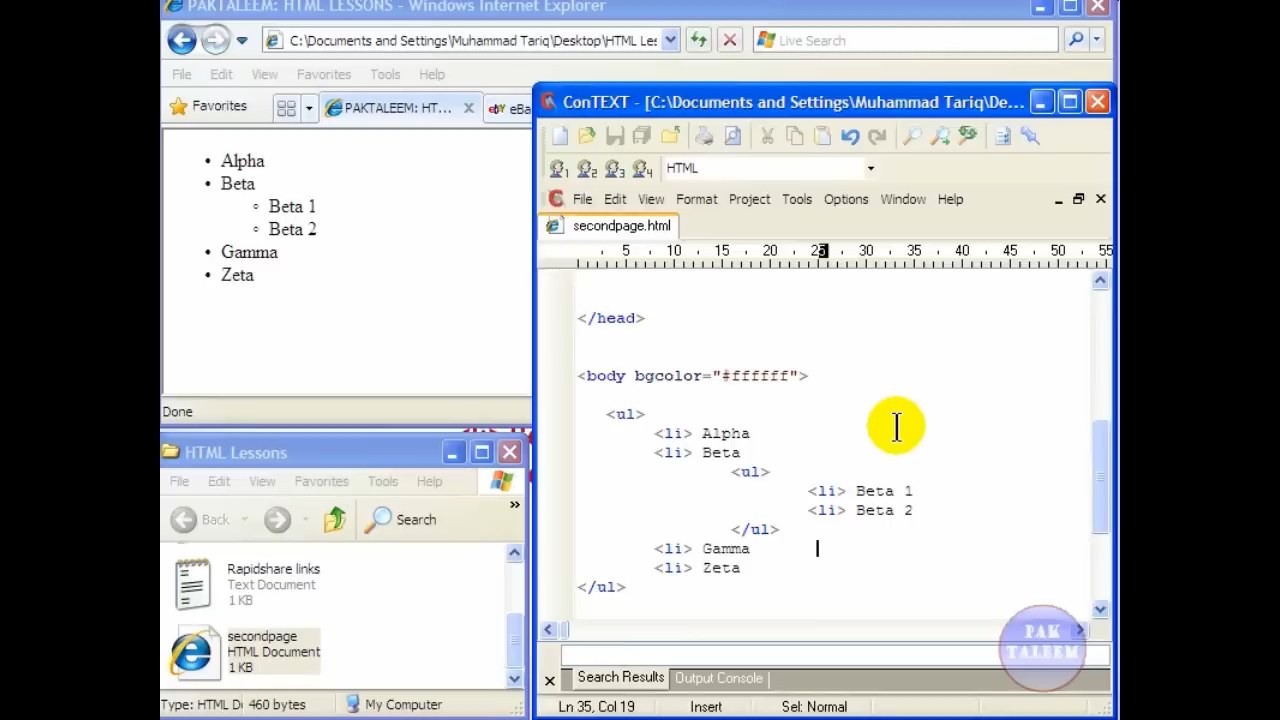 PAKTALEEM: HTML LESSONS - Windows Internet Explorer
C:\Documents and Settings\Muhammad Tariq\Desktop\HTML Les
Live Search
File Edit View Favorites Tools Help
Favorites
PAKTALEEM: HT...
eBa
Alpha
Beta
Beta 1
Beta 2
Gamma
Zeta
Done
HTML Lessons
File Edit View Favorites Tools Help
Back
Search
Rapidshare links
Text Document
1 KB
secondpage
HTML Document
1 KB
Type: HTML D 460 bytes My Computer
ConTEXT - [C:\Documents and Settings\Muhammad Tariq\De...
1 2 3 4
HTML
File Edit View Format Project Tools Options Window Help
secondpage.html
5 10 15 20 25 30 35 40 45 50 55
</head>
<body bgcolor="#ffffff">
<ul>
<li> Alpha
<li> Beta
<ul>
<li> Beta 1
<li> Beta 2
</ul>
<li> Gamma
<li> Zeta
</ul>
PAK
TALEEM
Search Results Output Console
Ln 35, Col 19 Insert Sel: Normal